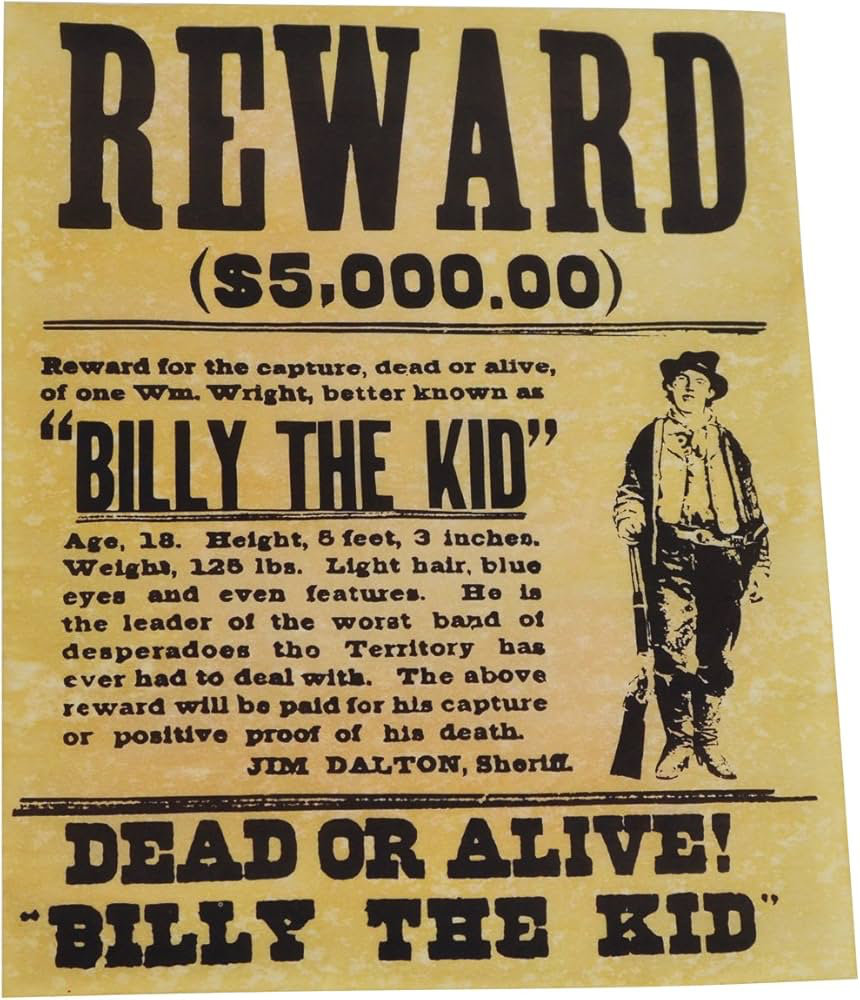 REWARD
($5,000.00)
Reward for the capture, dead or alive,
of one Wm. Wright, better known as
“BILLY THE KID”
Age, 18. Height, 5 feet, 3 inches.
Weight, 125 lbs. Light hair, blue
eyes and even features. He is
the leader of the worst band of
desperadoes the Territory has
ever had to deal with. The above
reward will be paid for his capture
or positive proof of his death.
JIM DALTON, Sheriff.
DEAD OR ALIVE!
“BILLY THE KID”